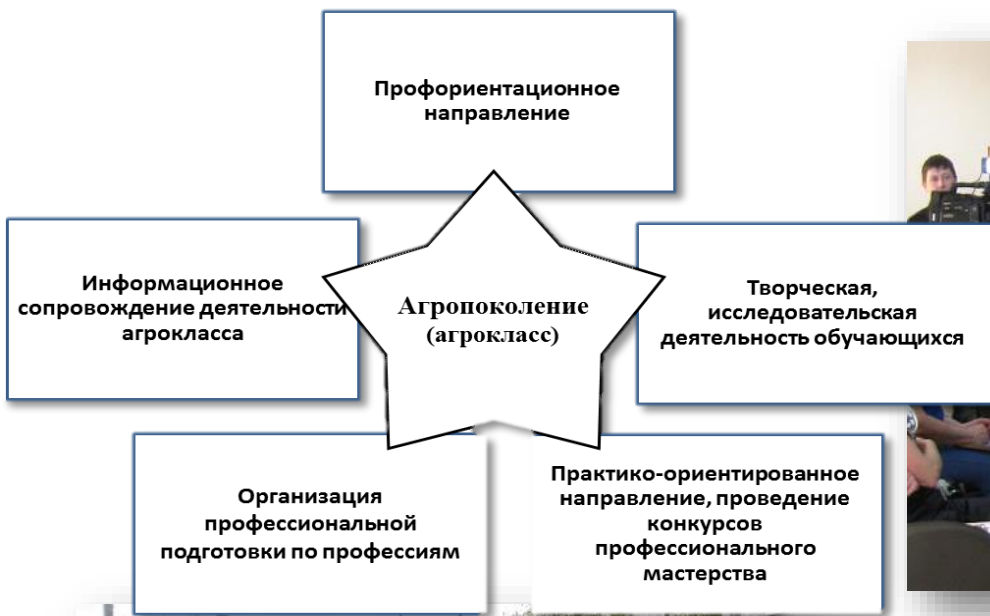 Профориентационное
направление
Информационное
сопровождение деятельности
агрокласса
Агропоколение
(агрокласс)
Творческая,
исследовательская
деятельность обучающихся
Организация
профессиональной
подготовки по профессиям
Практико-ориентированное
направление, проведение
конкурсов
профессионального
мастерства